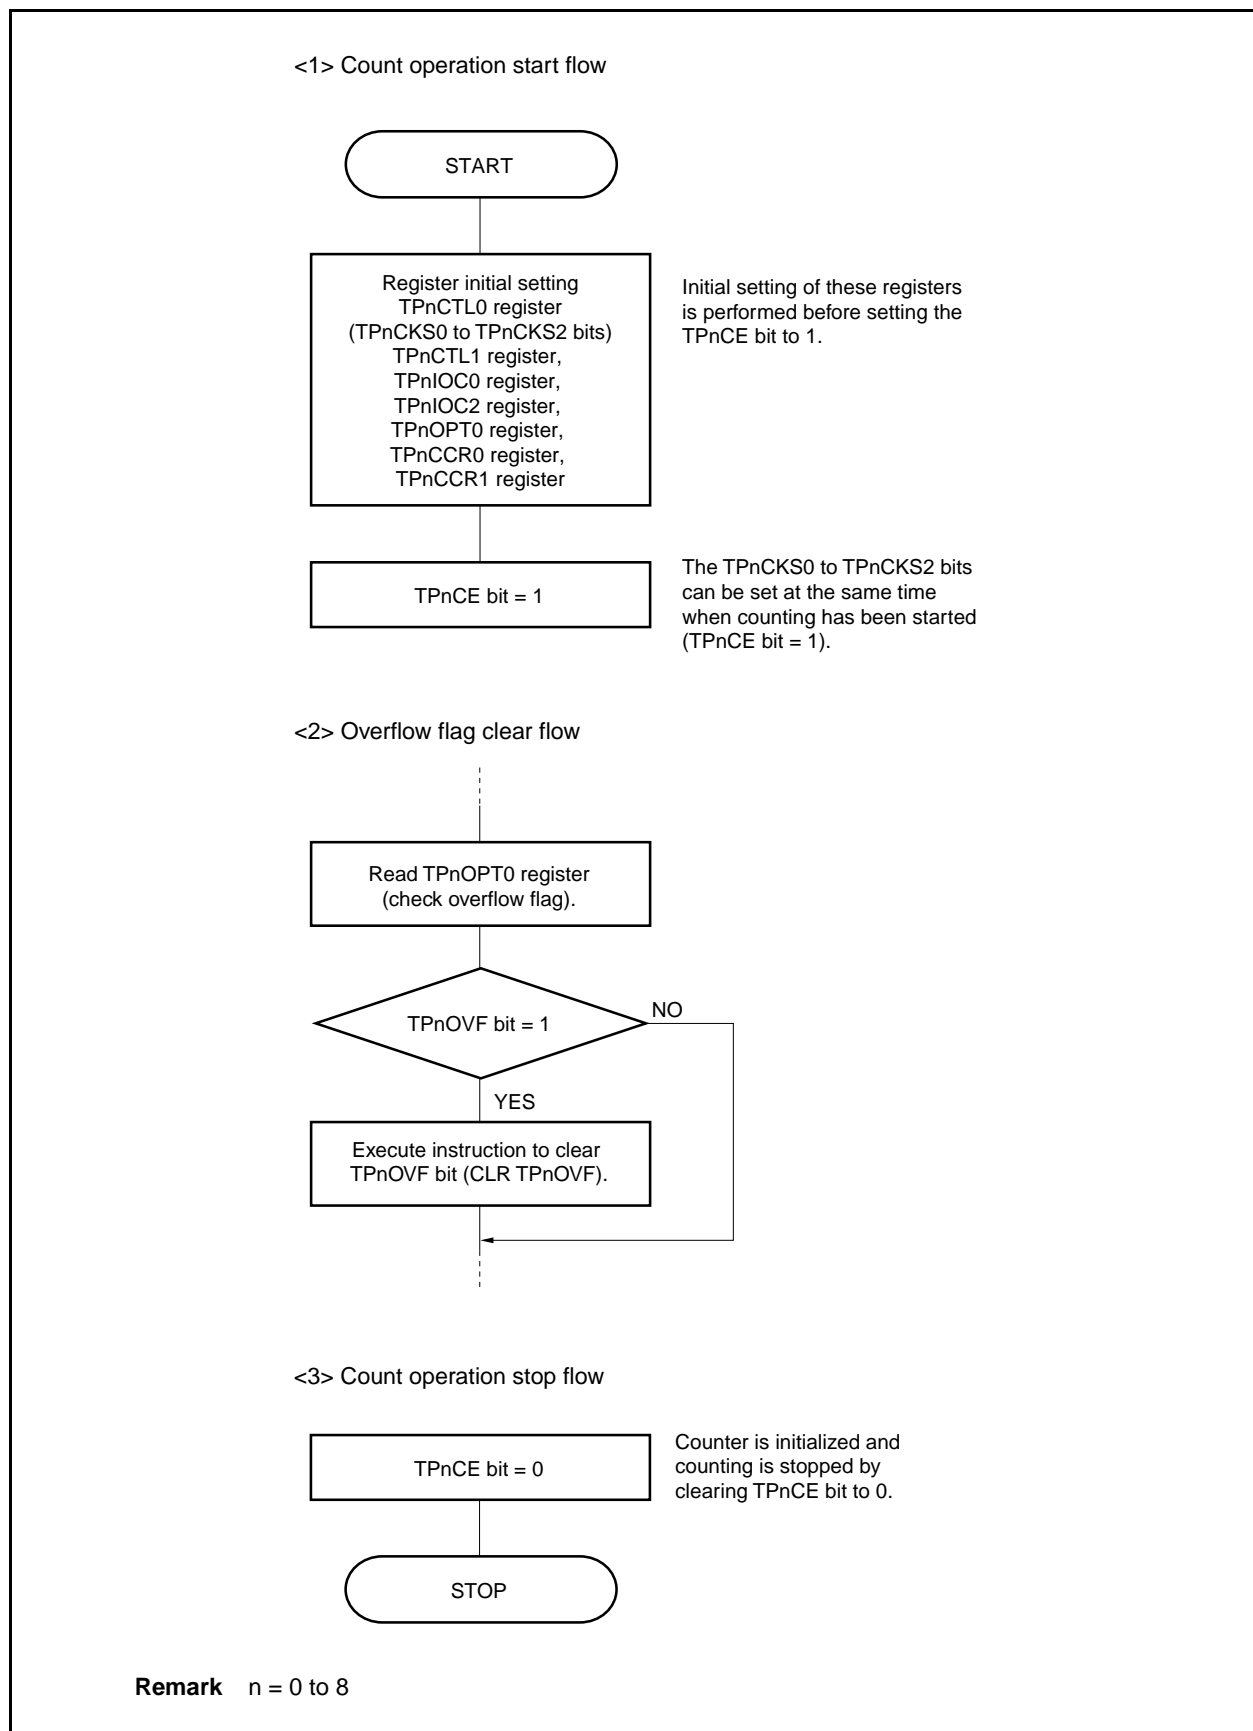 <1> Count operation start flow
START
Register initial setting
TPnCTL0 register
(TPnCKS0 to TPnCKS2 bits)
TPnCTL1 register,
TPnIOC0 register,
TPnIOC2 register,
TPnOPT0 register,
TPnCCR0 register,
TPnCCR1 register
Initial setting of these registers
is performed before setting the
TPnCE bit to 1.
TPnCE bit = 1
The TPnCKS0 to TPnCKS2 bits
can be set at the same time
when counting has been started
(TPnCE bit = 1).
<2> Overflow flag clear flow
Read TPnOPT0 register
(check overflow flag).
TPnOVF bit = 1
NO
YES
Execute instruction to clear
TPnOVF bit (CLR TPnOVF).
<3> Count operation stop flow
TPnCE bit = 0
Counter is initialized and
counting is stopped by
clearing TPnCE bit to 0.
STOP
Remark n = 0 to 8